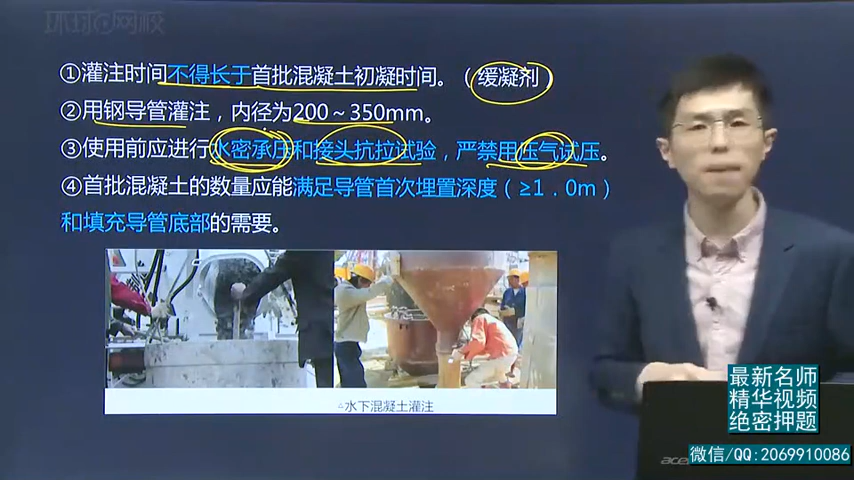 环球网校
①灌注时间不得长于首批混凝土初凝时间。（缓凝剂）
②用钢导管灌注，内径为200～350mm。
③使用前应进行水密承压和接头抗拉试验，严禁用压气试压。
④首批混凝土的数量应能满足导管首次埋置深度（≥1．0m）
和填充导管底部的需要。
水下混凝土灌注
最新名师
精华视频
绝密押题
acer
微信/QQ:2069910086